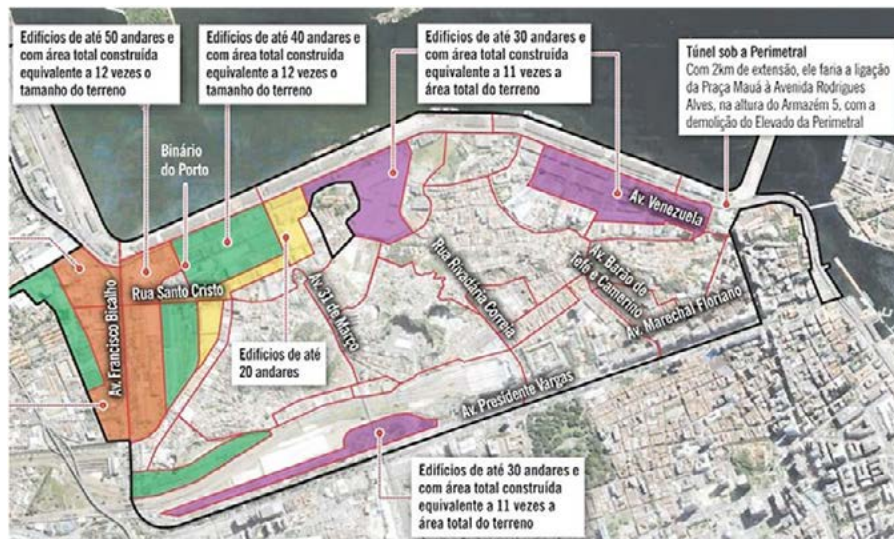 Edifícios de até 50 andares e
com área total construída
equivalente a 12 vezes o
tamanho do terreno
Edifícios de até 40 andares e
com área total construída
equivalente a 12 vezes o
tamanho do terreno
Edifícios de até 30 andares e
com área total construída
equivalente a 11 vezes a
área total do terreno
Túnel sob a Perimetral
Com 2km de extensão, ele faria a ligação
da Praça Mauá à Avenida Rodrigues
Alves, na altura do Armazém 5, com a
demolição do Elevado da Perimetral
Binário
do Porto
Av. Venezuela
Rua Santo Cristo
Av. Francisco Bicalho
Av. 31 de Março
Rua Rivadária Correia
Av. Barão de
Tefé e Camerino
Av. Marechal Floriano
Edifícios de até
20 andares
Av. Presidente Vargas
Edifícios de até 30 andares e
com área total construída
equivalente a 11 vezes a
área total do terreno